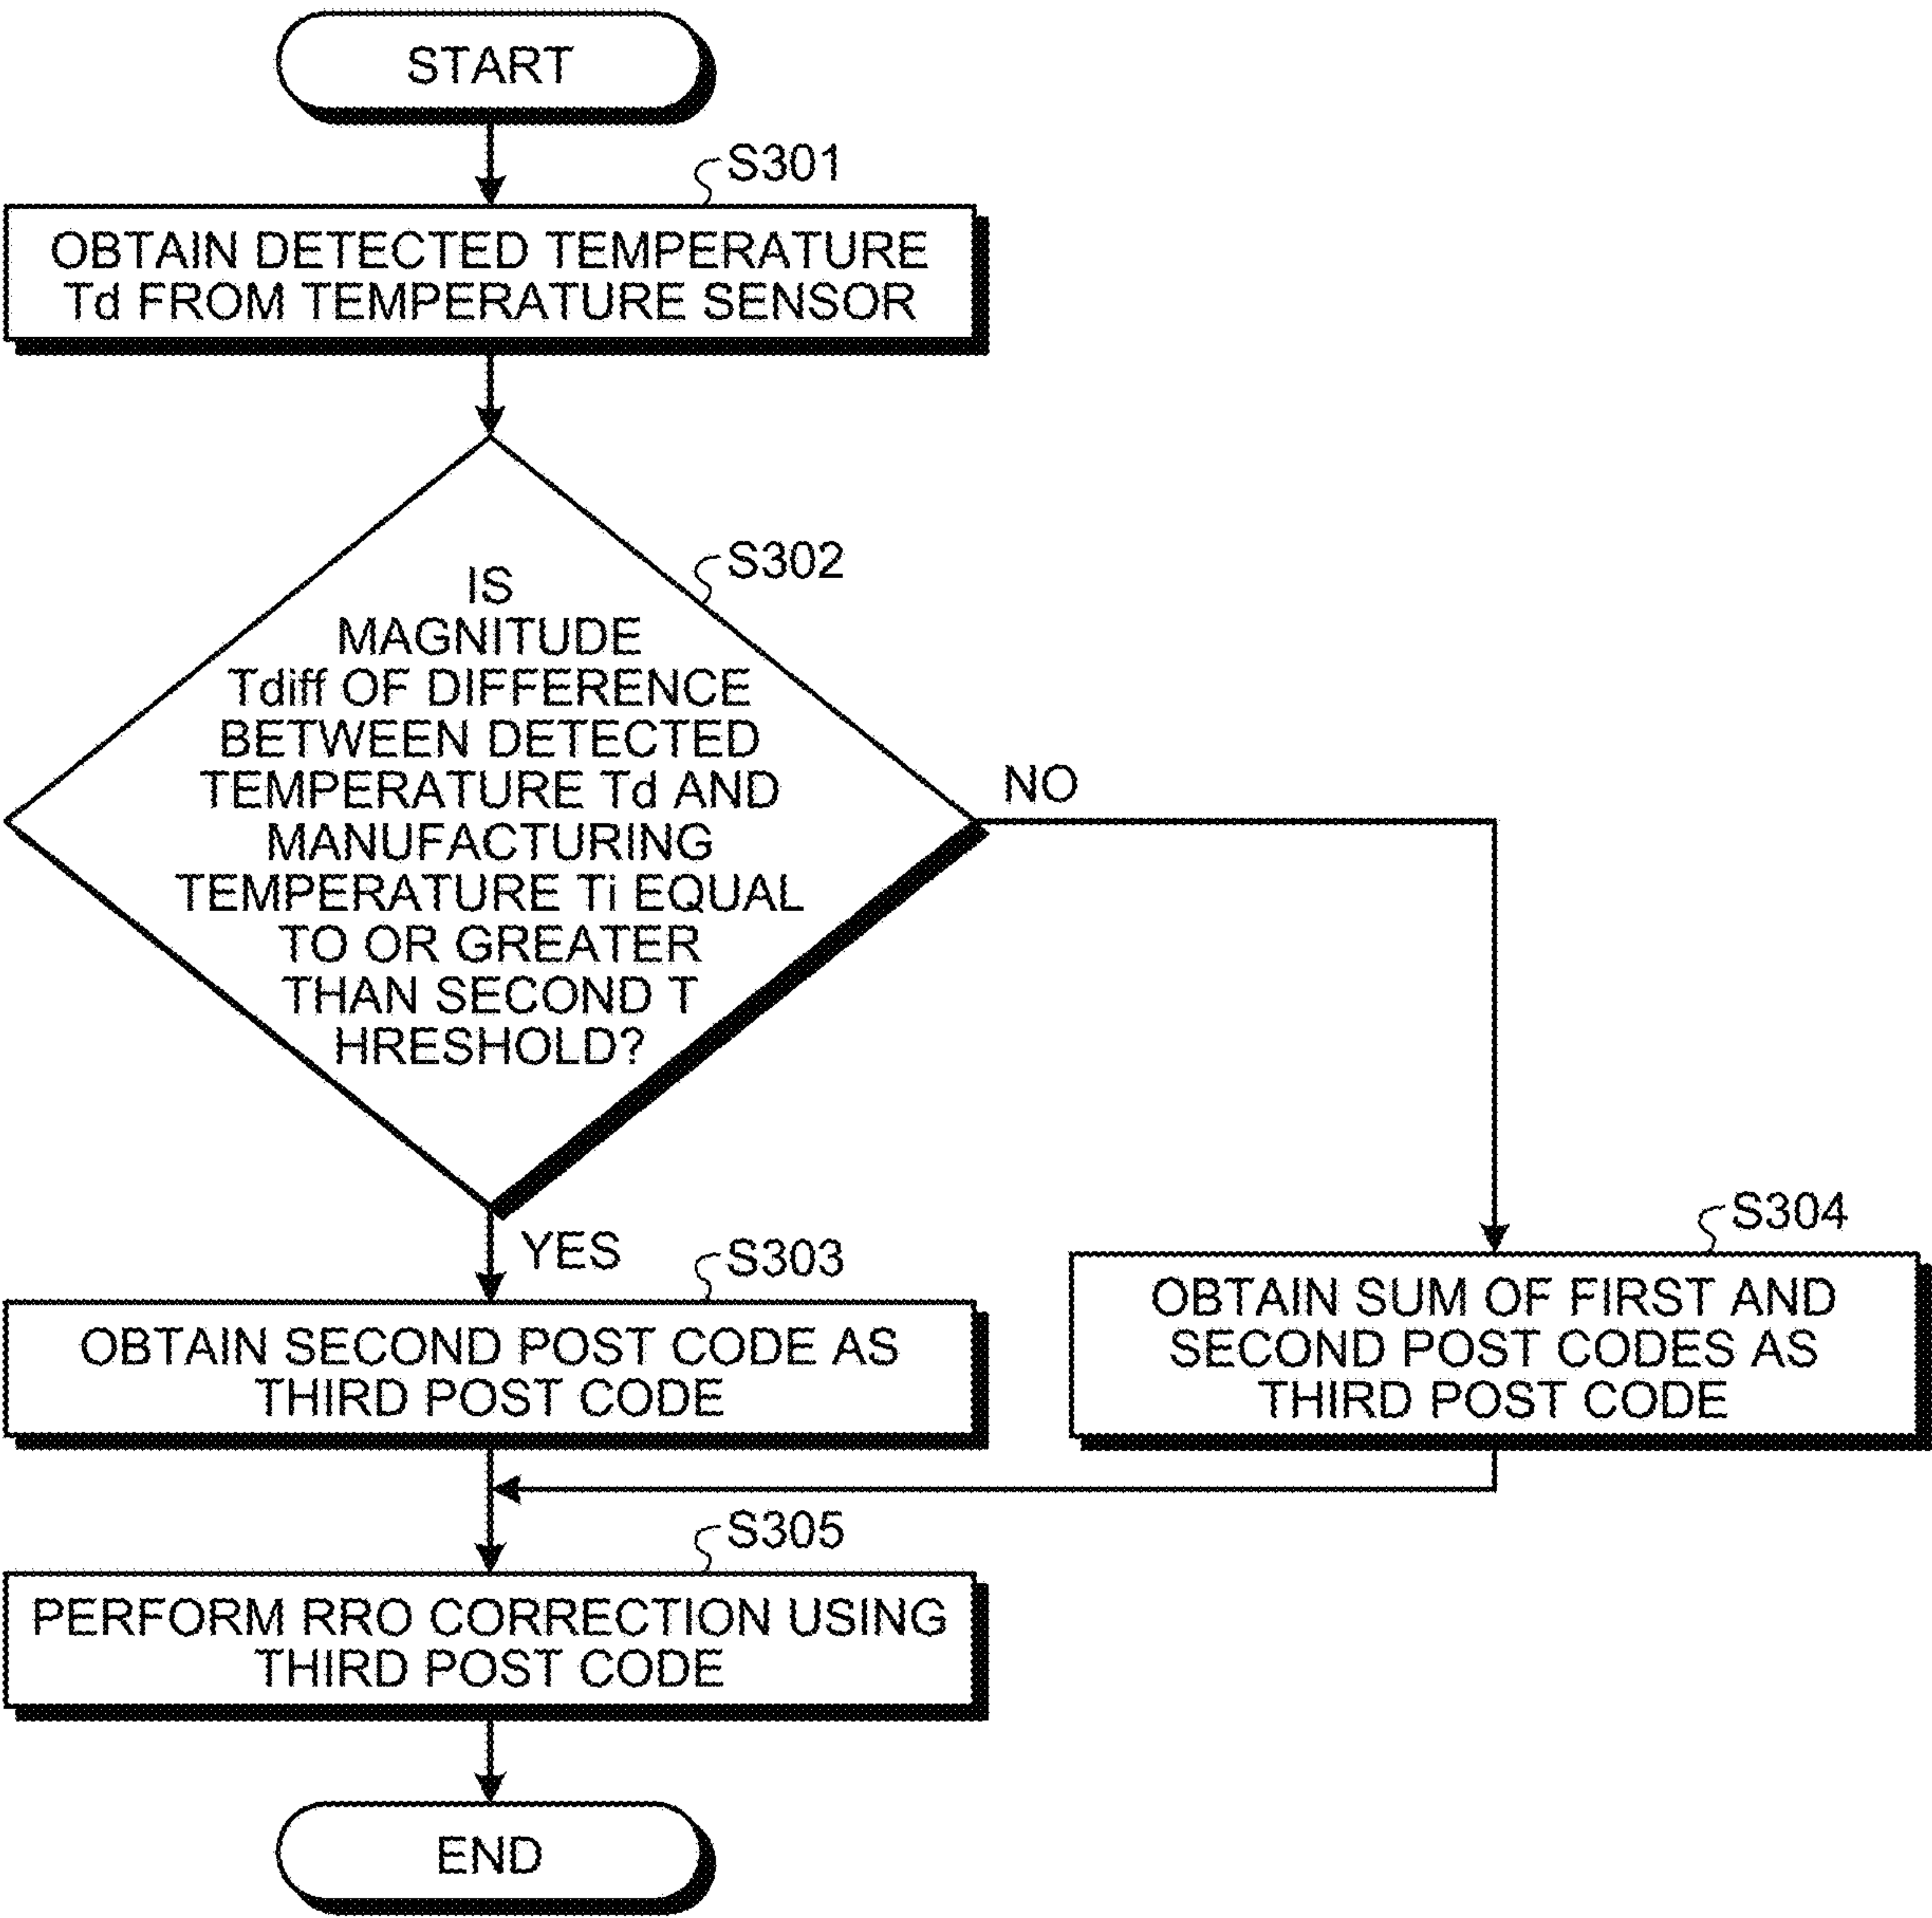 START
S301
OBTAIN DETECTED TEMPERATURE
Td FROM TEMPERATURE SENSOR
S302
IS
MAGNITUDE
Tdiff OF DIFFERENCE
BETWEEN DETECTED
TEMPERATURE Td AND
MANUFACTURING
TEMPERATURE Ti EQUAL
TO OR GREATER
THAN SECOND T
HRESHOLD?
NO
YES
S303
OBTAIN SECOND POST CODE AS
THIRD POST CODE
S304
OBTAIN SUM OF FIRST AND
SECOND POST CODES AS
THIRD POST CODE
S305
PERFORM RRO CORRECTION USING
THIRD POST CODE
END